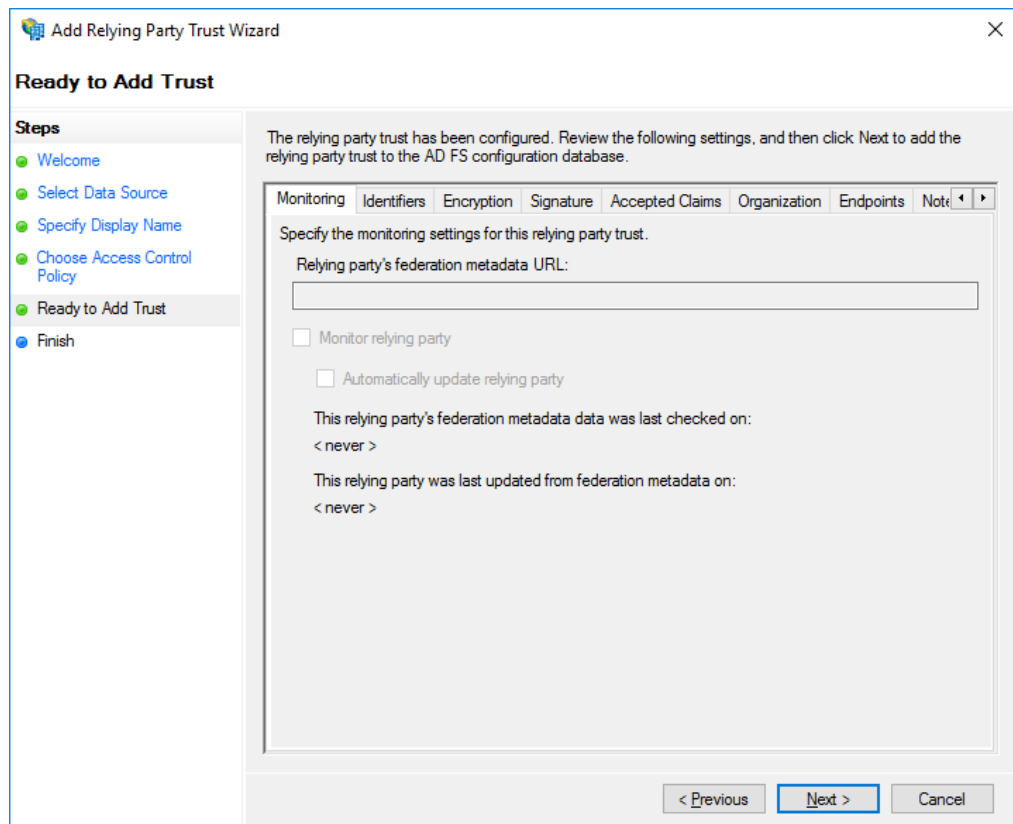 Add Relying Party Trust Wizard
Ready to Add Trust
Steps
Welcome
Select Data Source
Specify Display Name
Choose Access Control
Policy
Ready to Add Trust
Finish
The relying party trust has been configured. Review the following settings, and then click Next to add the
relying party trust to the AD FS configuration database.
Monitoring Identifiers Encryption Signature Accepted Claims Organization Endpoints Note
Specify the monitoring settings for this relying party trust.
Relying party's federation metadata URL:
Monitor relying party
Automatically update relying party
This relying party's federation metadata data was last checked on:
< never >
This relying party was last updated from federation metadata on:
< never >
< Previous Next > Cancel